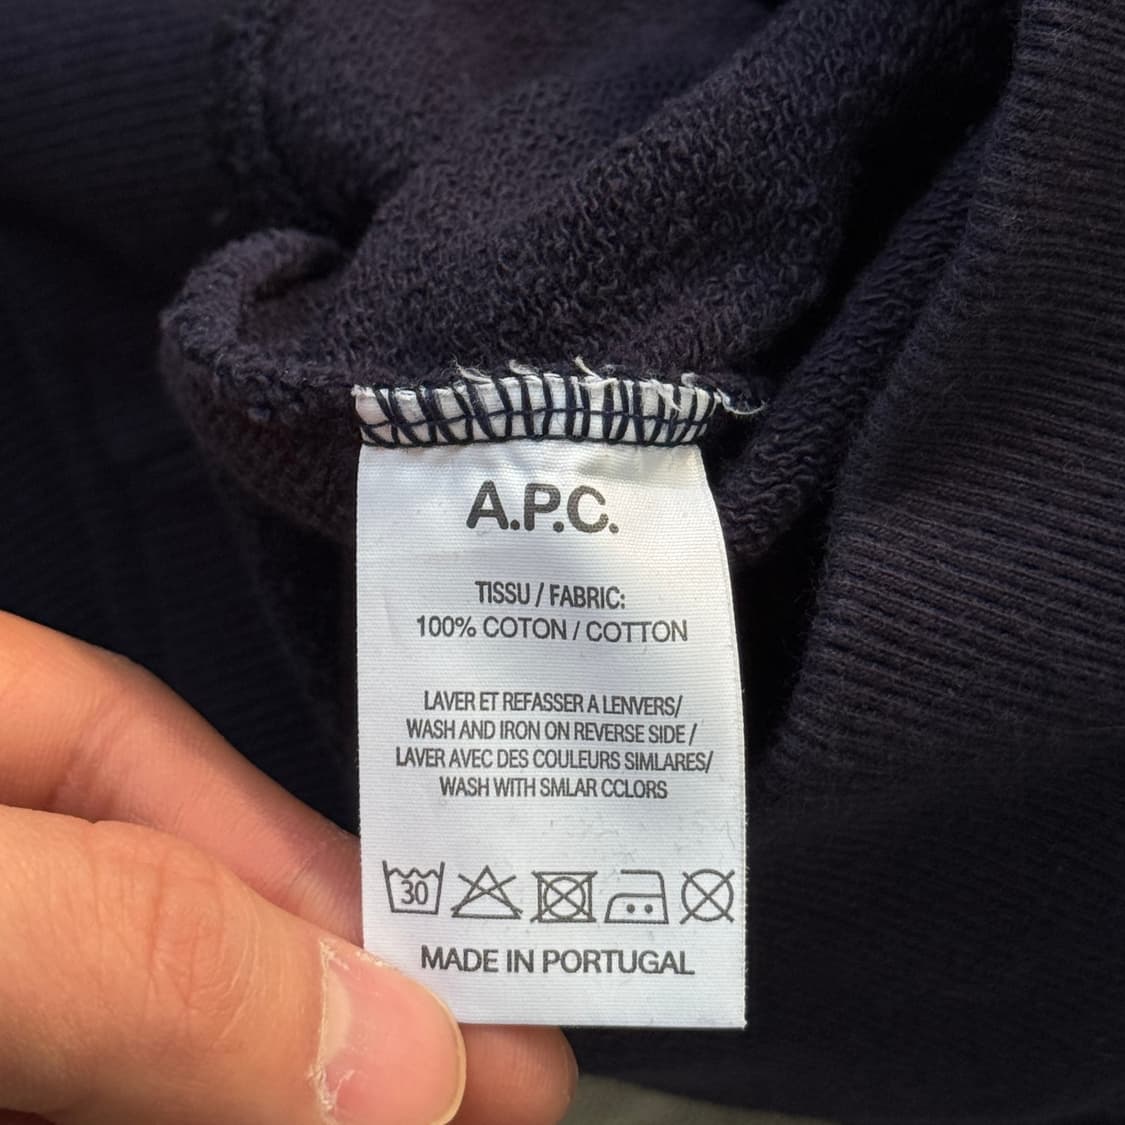 A.P.C.
TISSU / FABRIC:
100% COTON / COTTON
LAVER ET REFASSER A LENVERS/
WASH AND IRON ON REVERSE SIDE /
LAVER AVEC DES COULEURS SIMLARES/
WASH WITH SMLAR CCLORS
30
MADE IN PORTUGAL